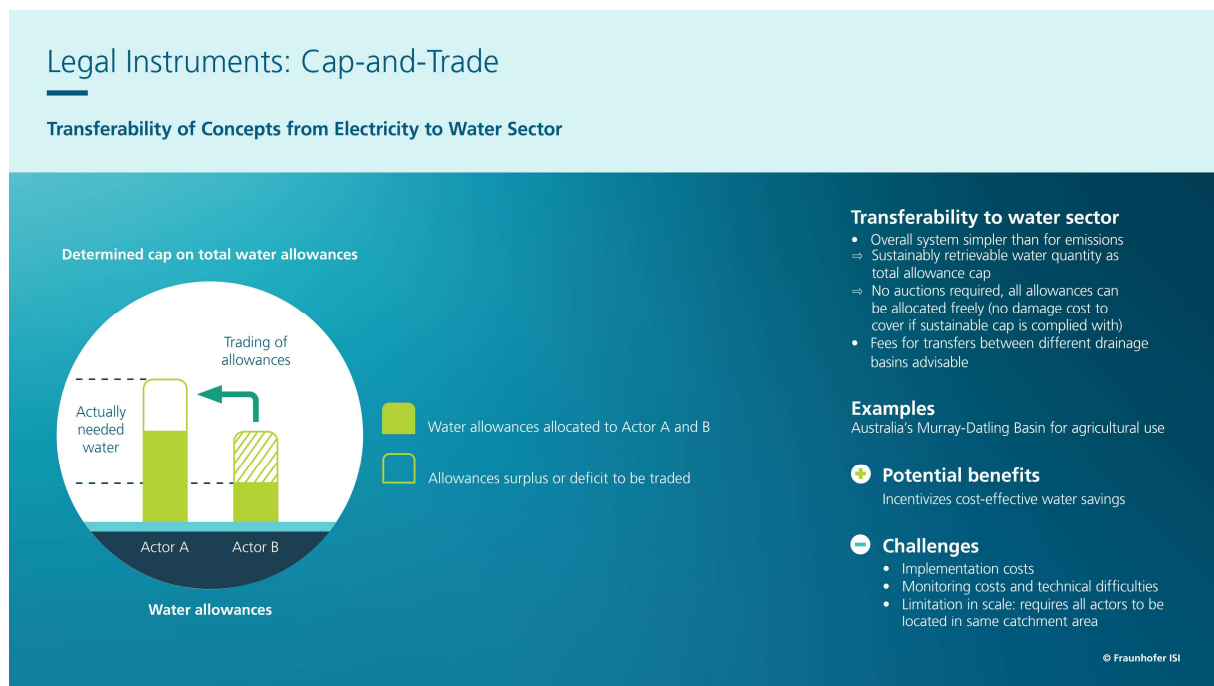 Legal Instruments: Cap-and-Trade
Transferability of Concepts from Electricity to Water Sector
Determined cap on total water allowances
Trading of
allowances
Actually
needed
water
Actor A
Actor B
Water allowances
Water allowances allocated to Actor A and B
Allowances surplus or deficit to be traded
Transferability to water sector
• Overall system simpler than for emissions
⇨ Sustainably retrievable water quantity as
total allowance cap
⇨ No auctions required, all allowances can
be allocated freely (no damage cost to
cover if sustainable cap is complied with)
• Fees for transfers between different drainage
basins advisable
Examples
Australia's Murray-Datling Basin for agricultural use
Potential benefits
Incentivizes cost-effective water savings
Challenges
• Implementation costs
• Monitoring costs and technical difficulties
• Limitation in scale: requires all actors to be
located in same catchment area
© Fraunhofer ISI